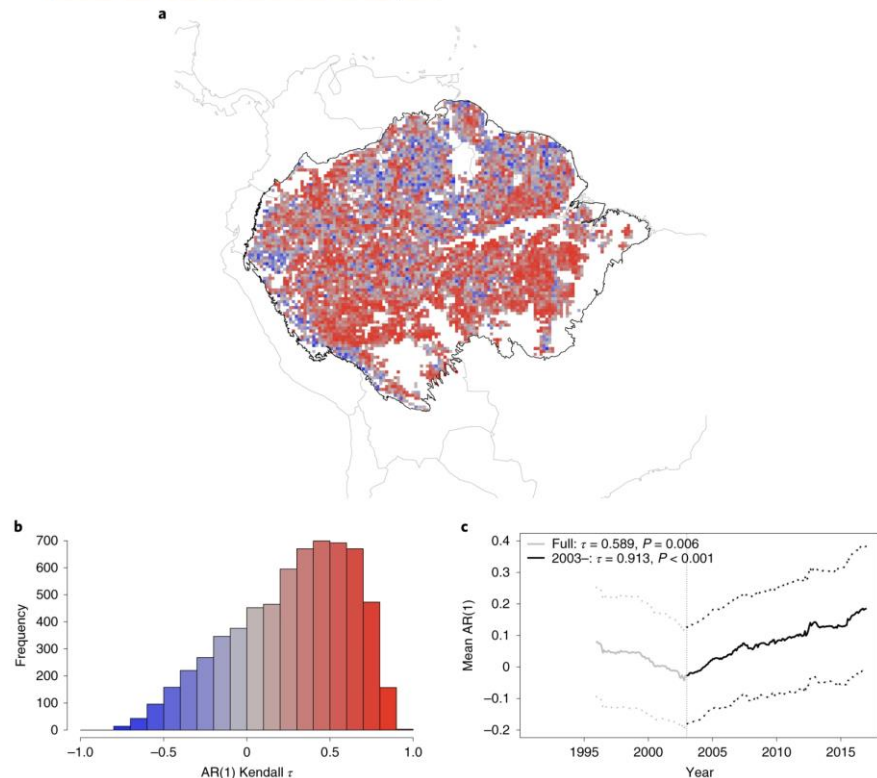 a
b
700
600
500
400
300
200
100
0
Frequency
−1.0
−0.5
0
0.5
1.0
AR(1) Kendall τ
c
Full: τ = 0.589, P = 0.006
2003–: τ = 0.913, P < 0.001
0.4
0.3
0.2
0.1
0
−0.1
−0.2
Mean AR(1)
1995
2000
2005
2010
2015
Year